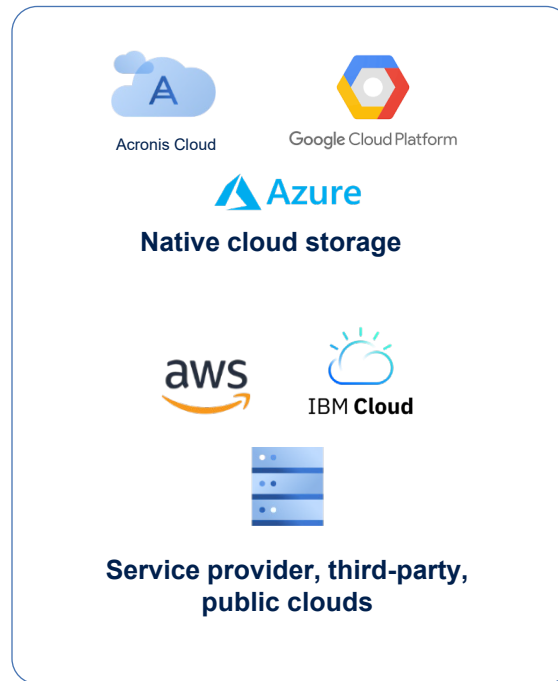 A
Acronis Cloud
Google Cloud Platform
Azure
Native cloud storage
aws
IBM Cloud
Service provider, third-party,
public clouds